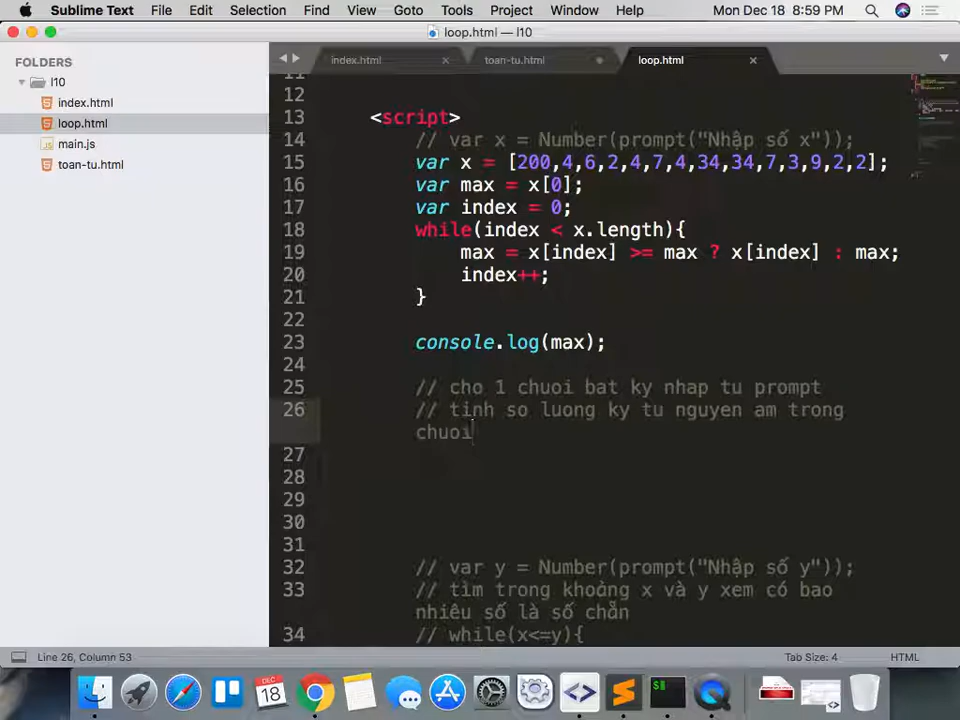 Sublime Text File Edit Selection Find View Goto Tools Project Window Help Mon Dec 18 8:59 PM
loop.html — l10
FOLDERS
l10
index.html
loop.html
main.js
toan-tu.html
index.html toan-tu.html loop.html
11
12
13 <script>
14 // var x = Number(prompt("Nhập số x"));
15 var x = [200,4,6,2,4,7,4,34,34,7,3,9,2,2];
16 var max = x[0];
17 var index = 0;
18 while(index < x.length){
19 max = x[index] >= max ? x[index] : max;
20 index++;
21 }
22
23 console.log(max);
24
25 // cho 1 chuoi bat ky nhap tu prompt
26 // tinh so luong ky tu nguyen am trong
chuoi
27
28
29
30
31
32 // var y = Number(prompt("Nhập số y"));
33 // tìm trong khoảng x và y xem có bao
nhiêu số là số chẵn
34 // while(x<=y){
Line 26, Column 53 Tab Size: 4 HTML
DEC
18